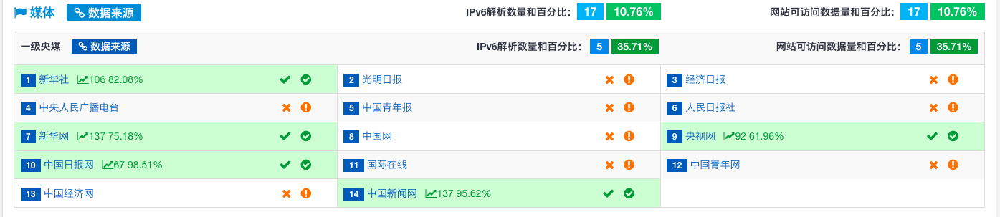 媒体 数据来源 IPv6解析数量和百分比: 17 10.76% 网站可访问数据量和百分比: 17 10.76%
一级央媒 数据来源 IPv6解析数量和百分比: 5 35.71% 网站可访问数据量和百分比: 5 35.71%
1 新华社 106 82.08% 2 光明日报 3 经济日报
4 中央人民广播电台 5 中国青年报 6 人民日报社
7 新华网 137 75.18% 8 中国网 9 央视网 92 61.96%
10 中国日报网 67 98.51% 11 国际在线 12 中国青年网
13 中国经济网 14 中国新闻网 137 95.62%